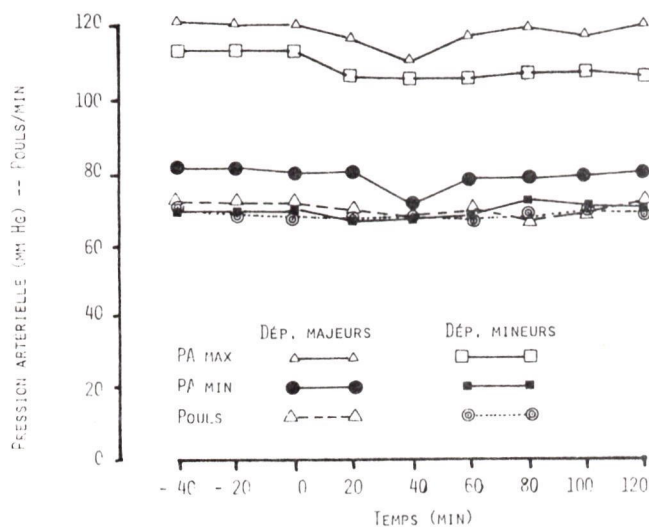 PRESSION ARTERIELLE (MM HG) -- POULS/MIN
120
100
80
60
40
20
0
DÉP. MAJEURS DÉP. MINEURS
PA MAX
PA MIN
POULS
- 40 - 20 0 20 40 60 80 100 120
TEMPS (MIN)